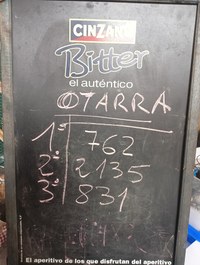 CINZANO
Bitter
el auténtico
OTARRA
1º 762
2º 2135
3º 831
El aperitivo de los que disfrutan del aperitivo